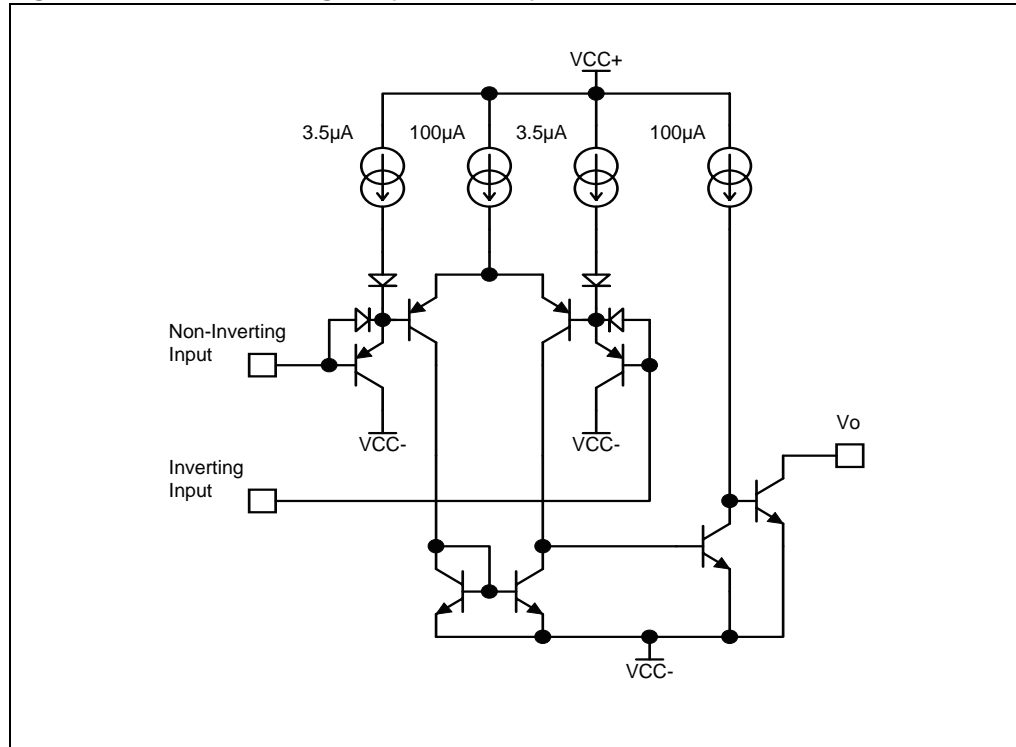 VCC+
3.5µA
100µA
3.5µA
100µA
Non-Inverting
Input
VCC-
VCC-
Vo
Inverting
Input
VCC-